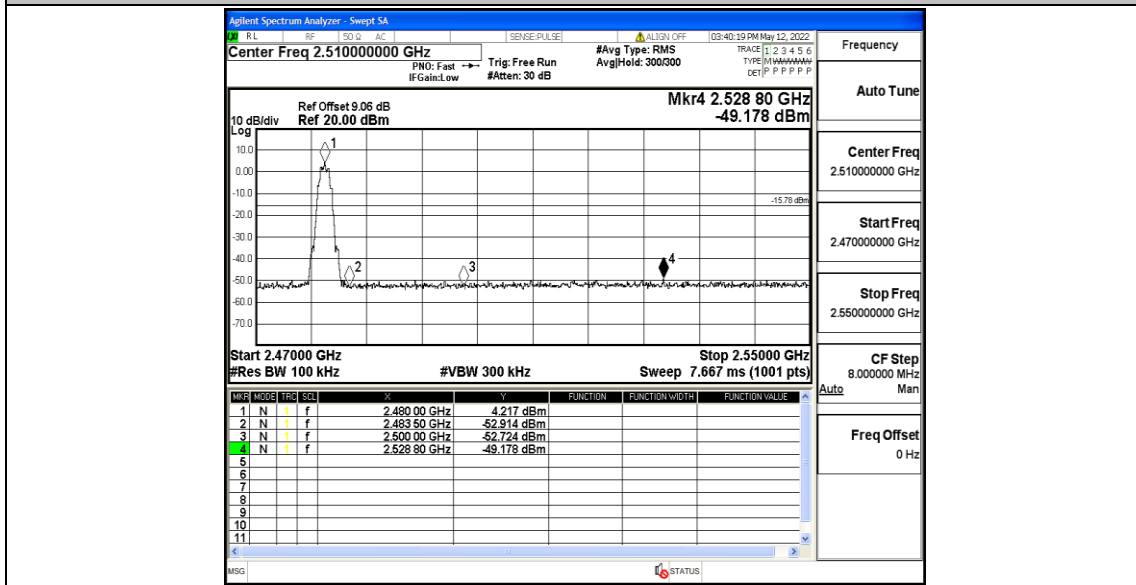 Agilent Spectrum Analyzer - Swept SA
RL RF 50 Ω AC SENSE:PULSE ALIGN OFF 03:40:19 PM May 12, 2022
Center Freq 2.510000000 GHz
PNO: Fast
IFGain:Low
Trig: Free Run
#Atten: 30 dB
#Avg Type: RMS
Avg|Hold: 300/300
TRACE 1 2 3 4 5 6
TYPE M
DET P P P P P P
Ref Offset 9.06 dB
10 dB/div Ref 20.00 dBm
Log
Mkr4 2.528 80 GHz
-49.178 dBm
10.0
0.00
-10.0
-20.0
-30.0
-40.0
-50.0
-60.0
-70.0
1
2
3
4
-15.78 dBm
Start 2.47000 GHz Stop 2.55000 GHz
#Res BW 100 kHz #VBW 300 kHz Sweep 7.667 ms (1001 pts)
MKR MODE TRC SCL X Y FUNCTION FUNCTION WIDTH FUNCTION VALUE
1 N 1 f 2.480 00 GHz 4.217 dBm
2 N 1 f 2.483 50 GHz -52.914 dBm
3 N 1 f 2.500 00 GHz -52.724 dBm
4 N 1 f 2.528 80 GHz -49.178 dBm
5
6
7
8
9
10
11
MSG STATUS
Frequency
Auto Tune
Center Freq
2.510000000 GHz
Start Freq
2.470000000 GHz
Stop Freq
2.550000000 GHz
CF Step
8.000000 MHz
Auto Man
Freq Offset
0 Hz